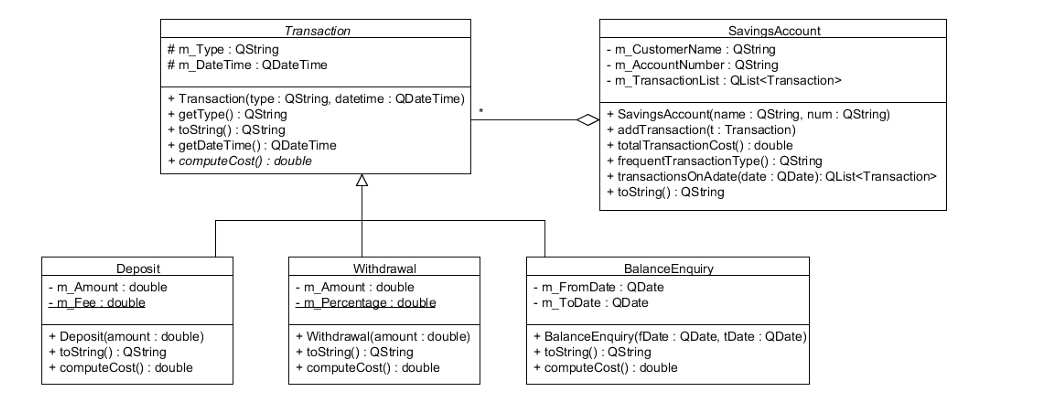 Transaction
# m_Type : QString
# m_DateTime : QDateTime
+ Transaction(type : QString, datetime : QDateTime)
+ getType() : QString
+ toString() : QString
+ getDateTime() : QDateTime
+ computeCost() : double
*
SavingsAccount
- m_CustomerName : QString
- m_AccountNumber : QString
- m_TransactionList : QList<Transaction>
+ SavingsAccount(name : QString, num : QString)
+ addTransaction(t : Transaction)
+ totalTransactionCost() : double
+ frequentTransactionType() : QString
+ transactionsOnAdate(date : QDate): QList<Transaction>
+ toString() : QString
Deposit
- m_Amount : double
- m_Fee : double
+ Deposit(amount : double)
+ toString() : QString
+ computeCost() : double
Withdrawal
- m_Amount : double
- m_Percentage : double
+ Withdrawal(amount : double)
+ toString() : QString
+ computeCost() : double
BalanceEnquiry
- m_FromDate : QDate
- m_ToDate : QDate
+ BalanceEnquiry(fDate : QDate, tDate : QDate)
+ toString() : QString
+ computeCost() : double